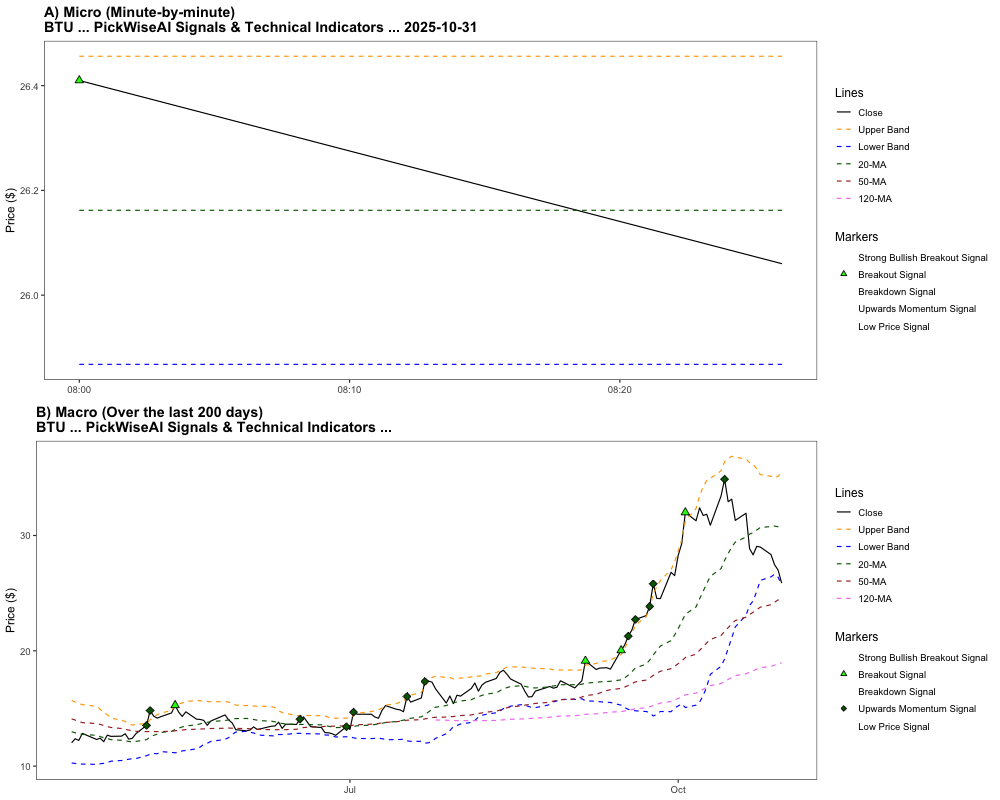 A) Micro (Minute-by-minute)
BTU ... PickWiseAI Signals & Technical Indicators ... 2025-10-31
Price ($)
26.4
26.2
26.0
08:00
08:10
08:20
Lines
Close
Upper Band
Lower Band
20-MA
50-MA
120-MA
Markers
Strong Bullish Breakout Signal
Breakout Signal
Breakdown Signal
Upwards Momentum Signal
Low Price Signal
B) Macro (Over the last 200 days)
BTU ... PickWiseAI Signals & Technical Indicators ...
Price ($)
30
20
10
Jul
Oct
Lines
Close
Upper Band
Lower Band
20-MA
50-MA
120-MA
Markers
Strong Bullish Breakout Signal
Breakout Signal
Breakdown Signal
Upwards Momentum Signal
Low Price Signal